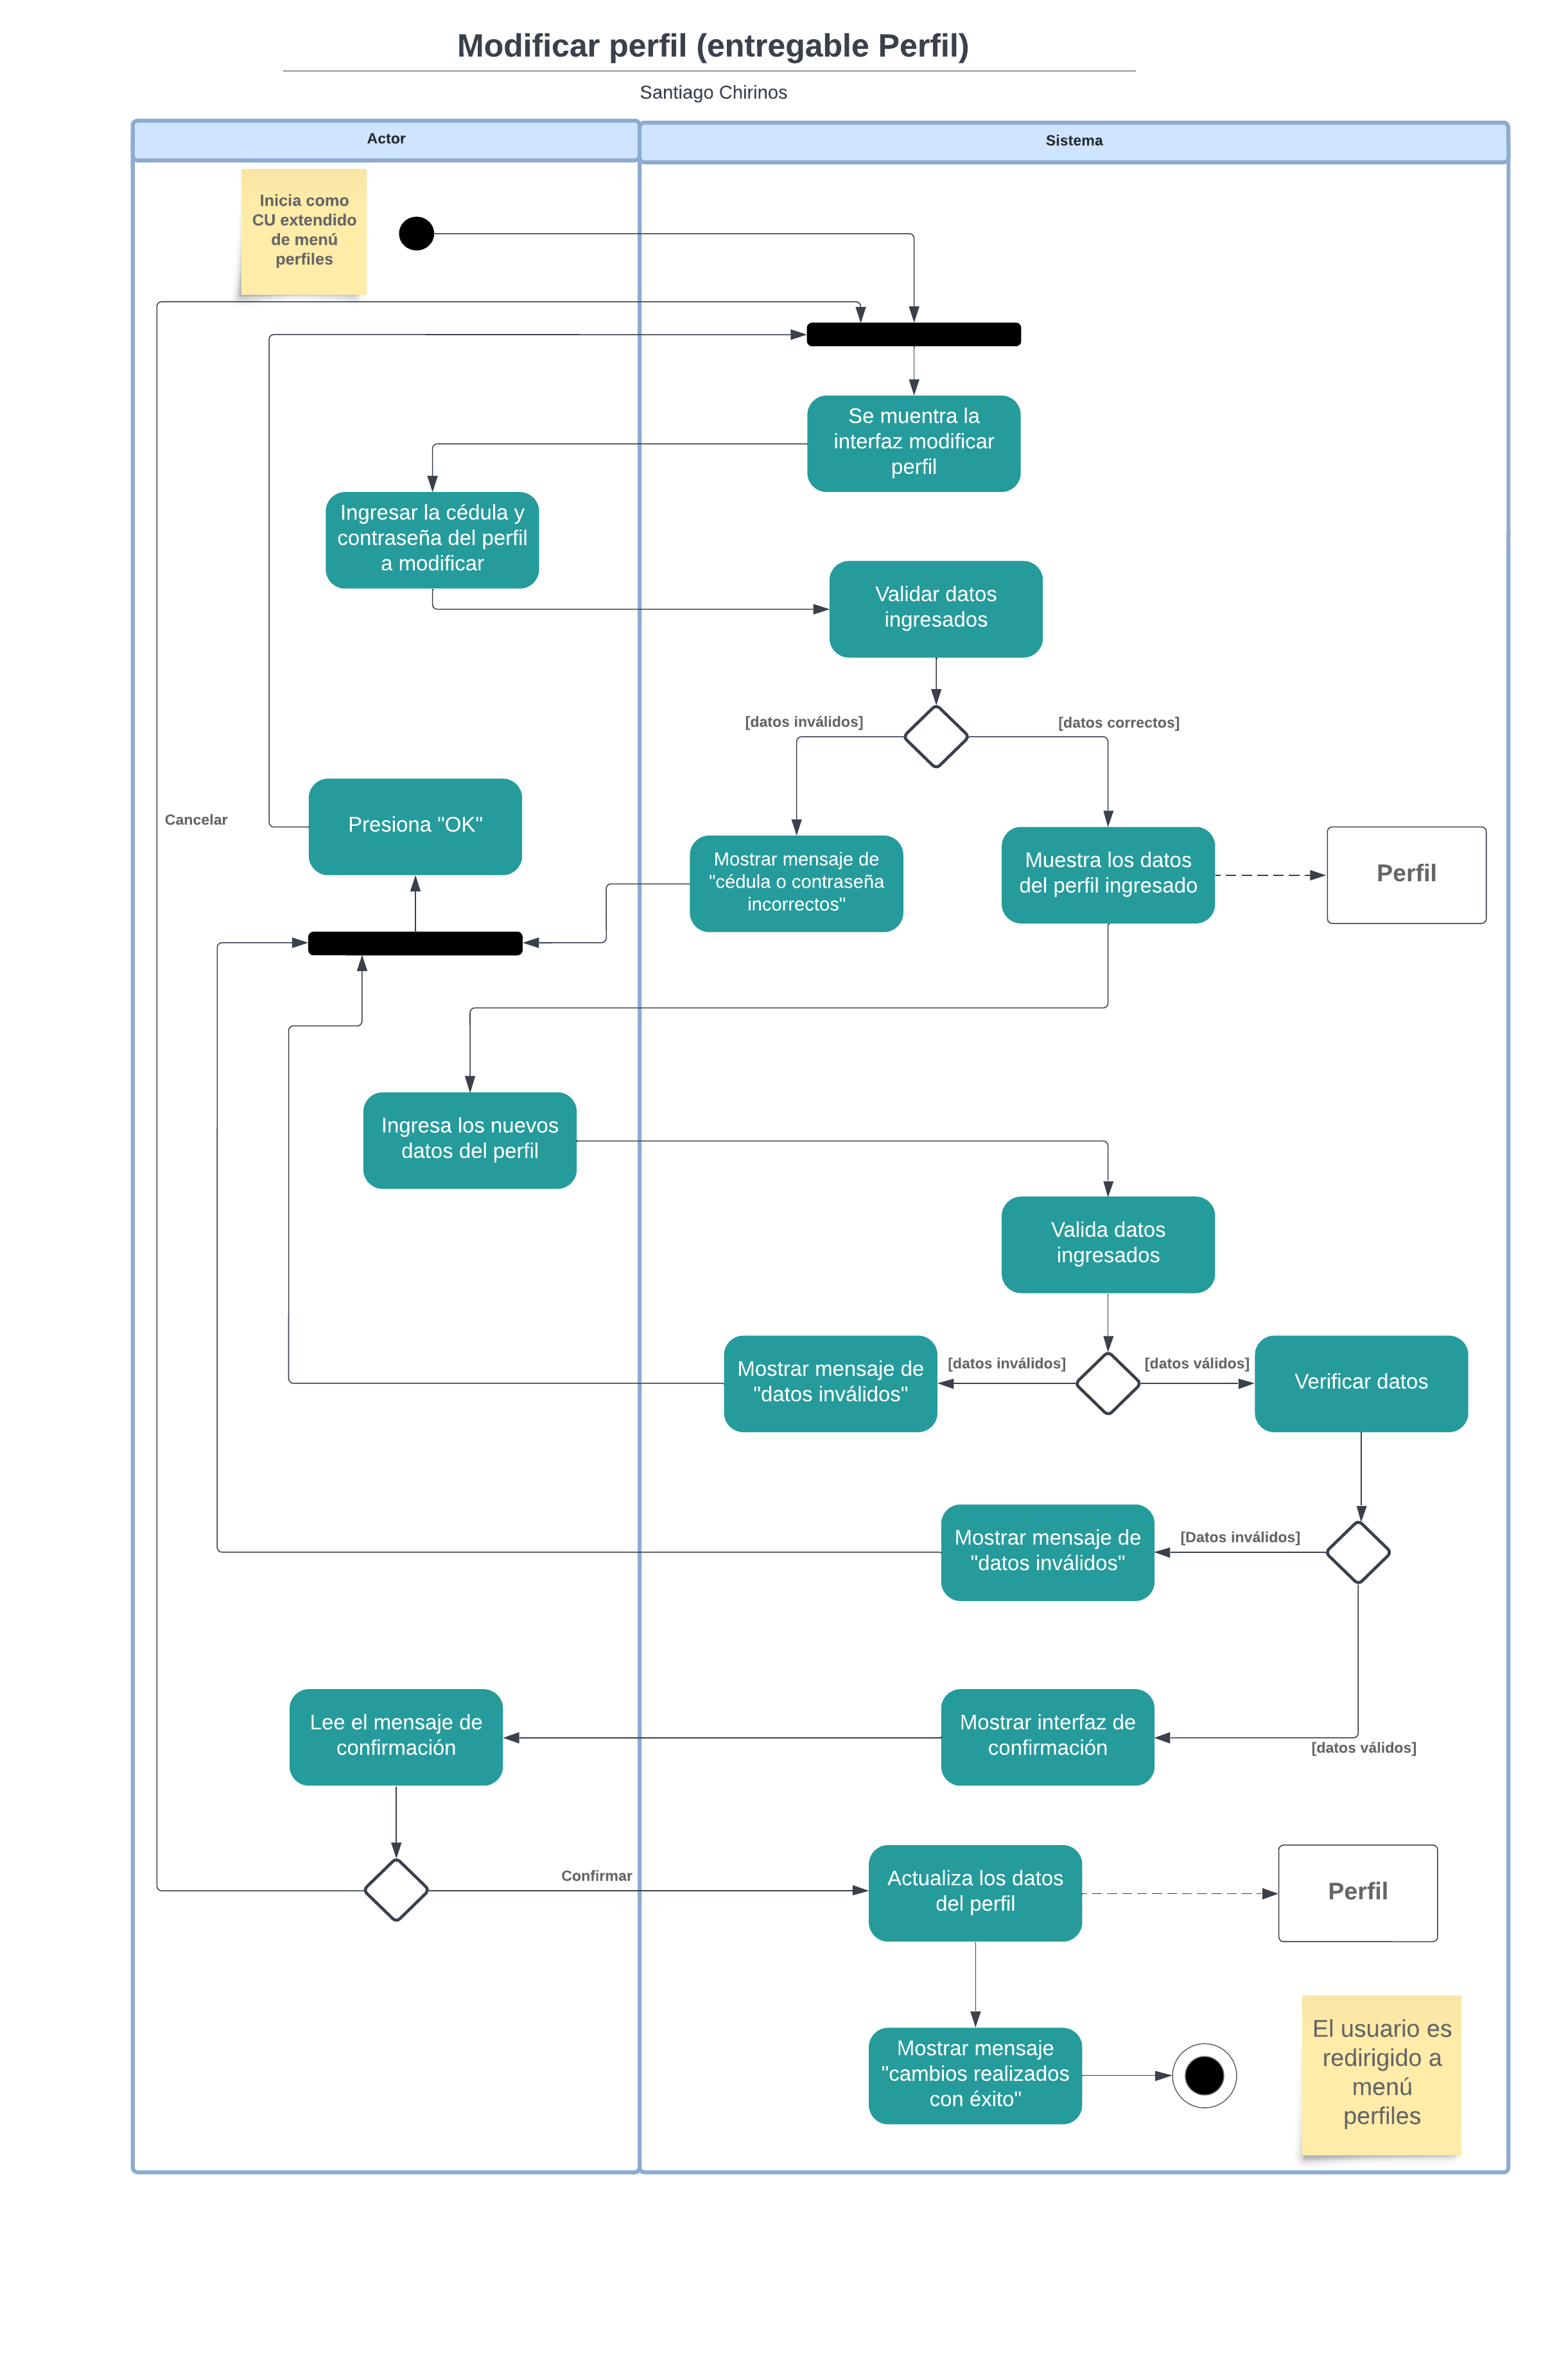 Modificar perfil (entregable Perfil)
Santiago Chirinos
Actor
Sistema
Inicia como
CU extendido
de menú
perfiles
Se muentra la
interfaz modificar
perfil
Ingresar la cédula y
contraseña del perfil
a modificar
Validar datos
ingresados
[datos inválidos]
[datos correctos]
Cancelar
Presiona "OK"
Mostrar mensaje de
"cédula o contraseña
incorrectos"
Muestra los datos
del perfil ingresado
Perfil
Ingresa los nuevos
datos del perfil
Valida datos
ingresados
Mostrar mensaje de
"datos inválidos"
[datos inválidos]
[datos válidos]
Verificar datos
Mostrar mensaje de
"datos inválidos"
[Datos inválidos]
Lee el mensaje de
confirmación
Mostrar interfaz de
confirmación
[datos válidos]
Confirmar
Actualiza los datos
del perfil
Perfil
Mostrar mensaje
"cambios realizados
con éxito"
El usuario es
redirigido a
menú
perfiles